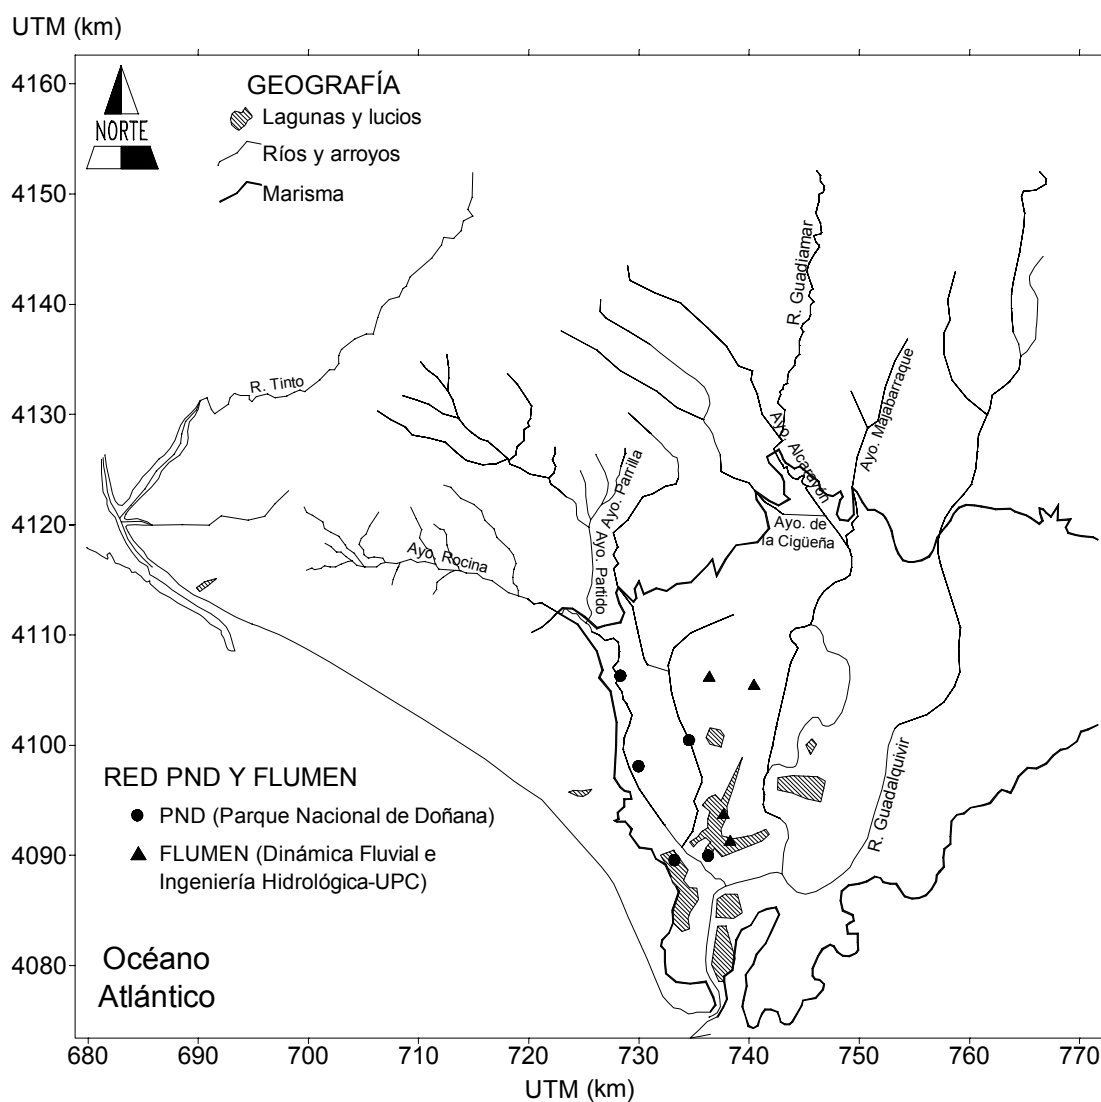 UTM (km)
4160
4150
4140
4130
4120
4110
4100
4090
4080
NORTE
GEOGRAFÍA
Lagunas y lucios
Ríos y arroyos
Marisma
R. Tinto
R. Guadiamar
Ayo. Majabarraque
Ayo. Alcarayón
Ayo. Parrilla
Ayo. Partido
Ayo. Rocina
Ayo. de
la Cigüeña
R. Guadalquivir
RED PND Y FLUMEN
PND (Parque Nacional de Doñana)
FLUMEN (Dinámica Fluvial e
Ingeniería Hidrológica-UPC)
Océano
Atlántico
680 690 700 710 720 730 740 750 760 770
UTM (km)